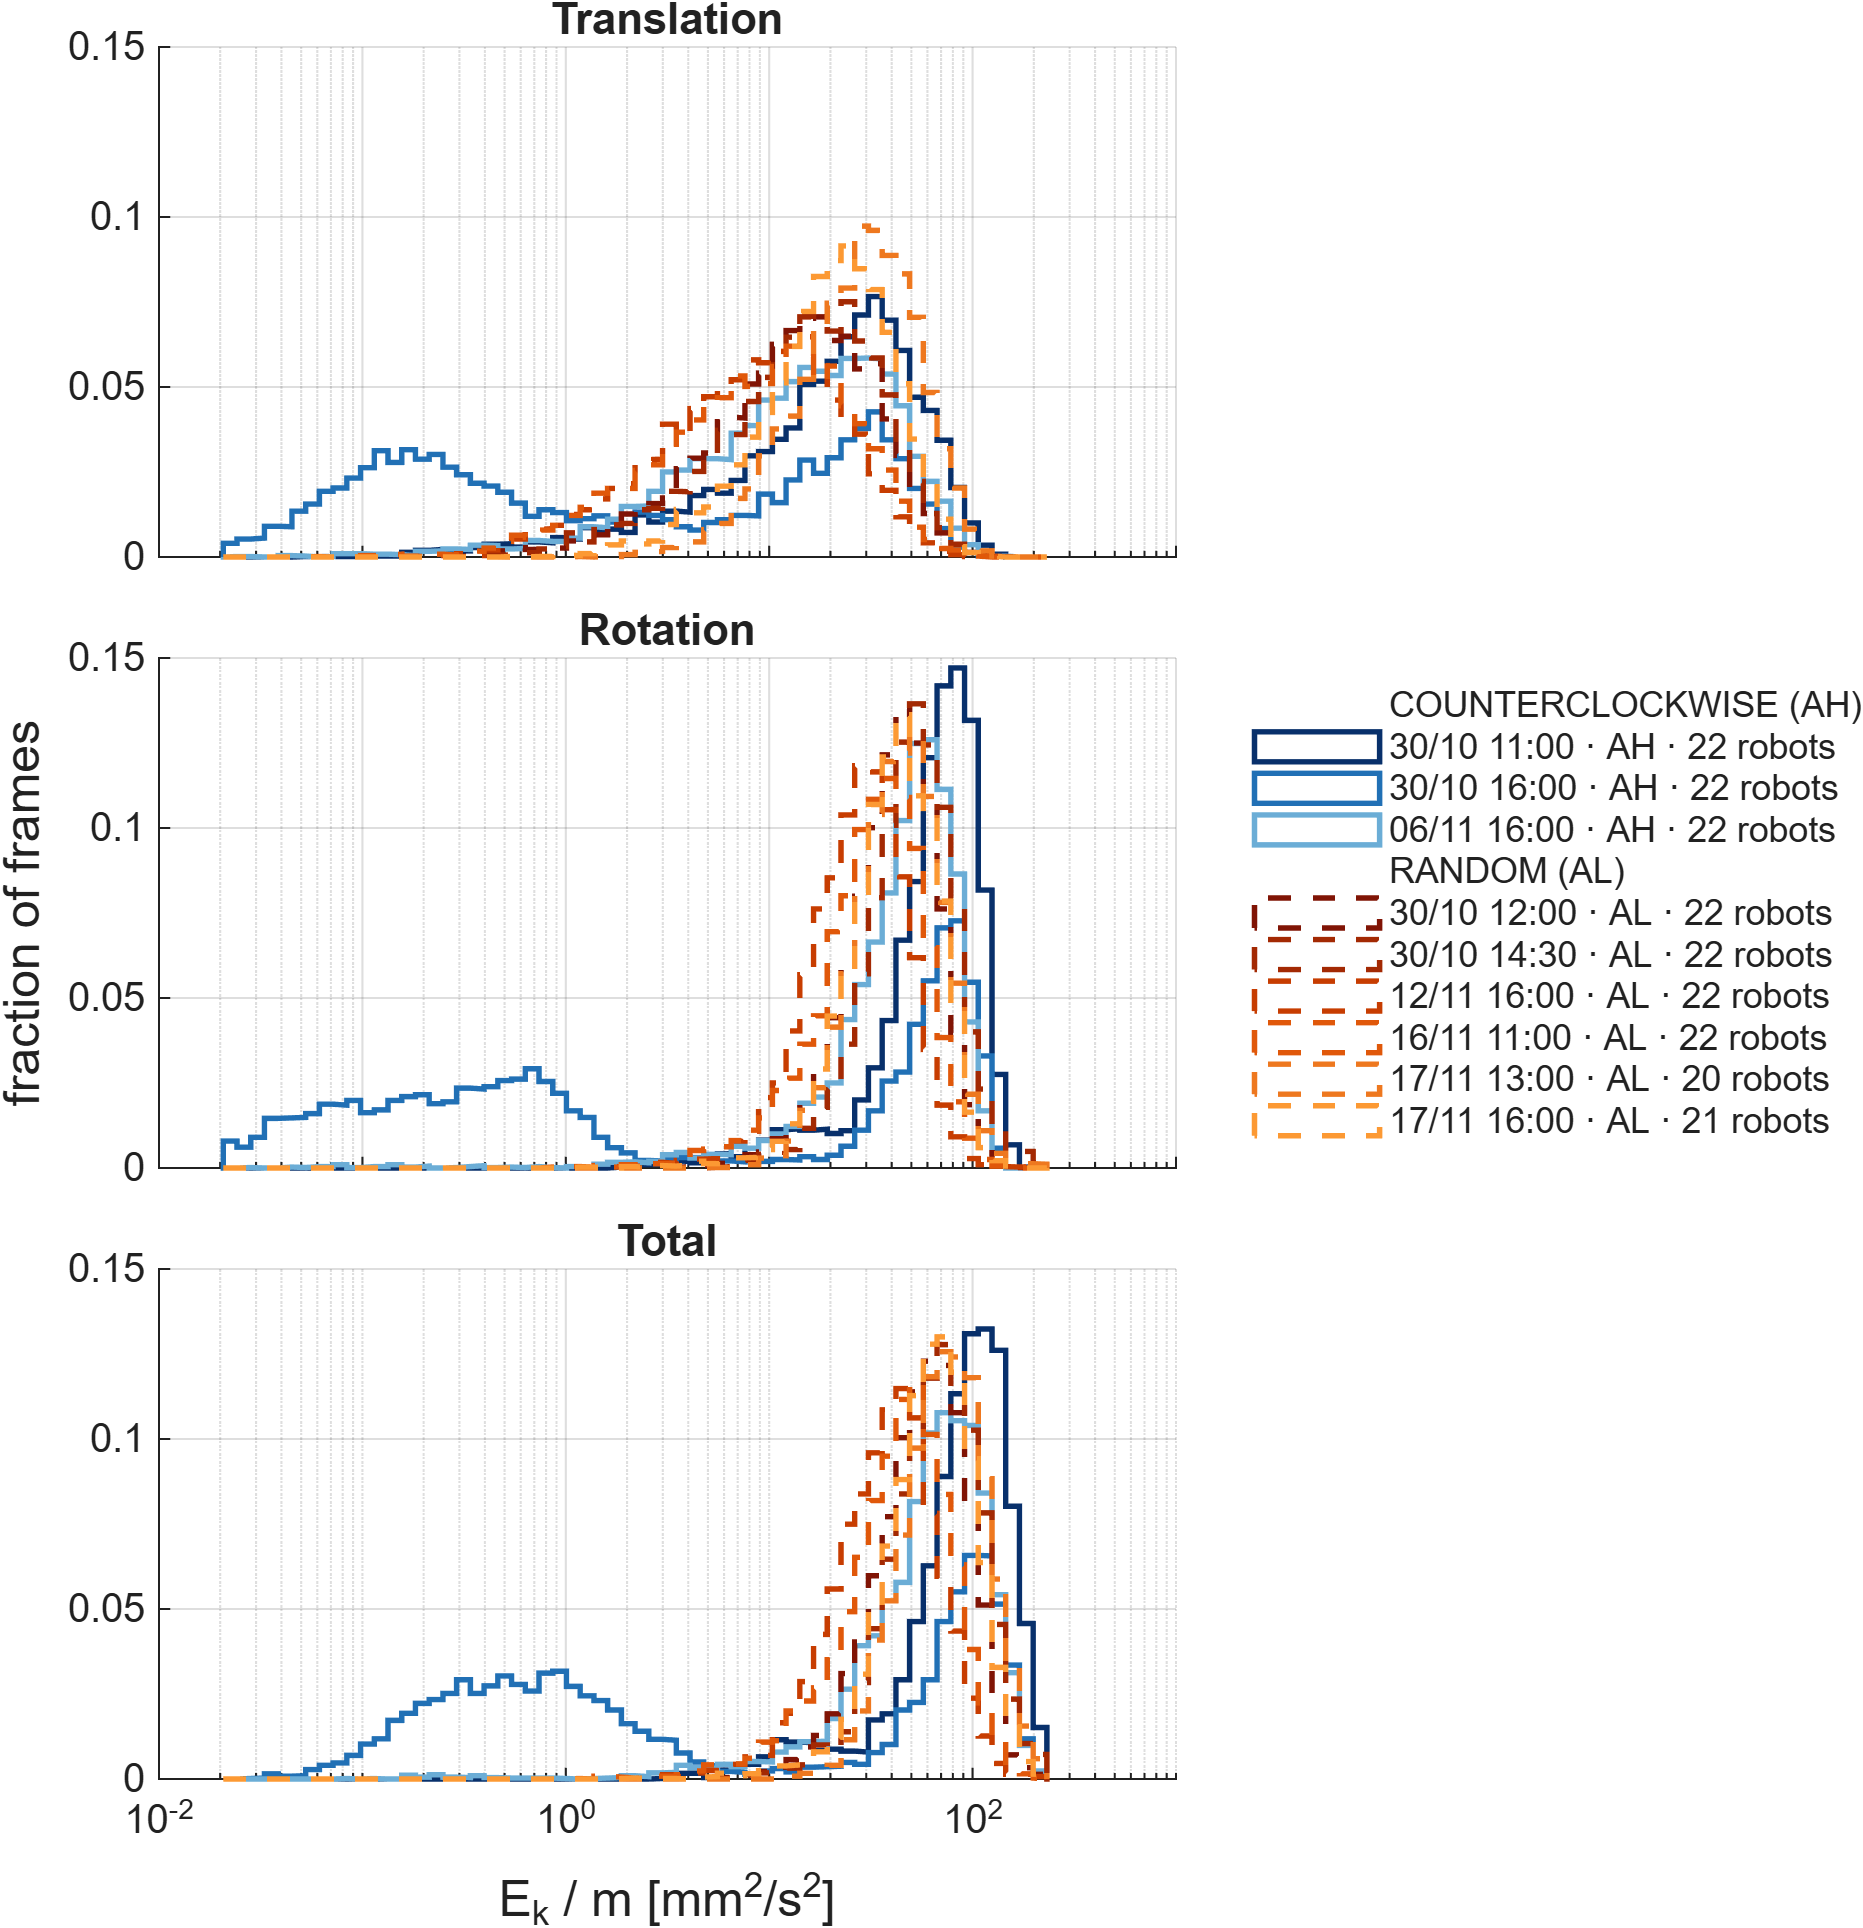 Translation
0.15
0.1
0.05
0
Rotation
0.15
0.1
0.05
0
fraction of frames
COUNTERCLOCKWISE (AH)
30/10 11:00 · AH · 22 robots
30/10 16:00 · AH · 22 robots
06/11 16:00 · AH · 22 robots
RANDOM (AL)
30/10 12:00 · AL · 22 robots
30/10 14:30 · AL · 22 robots
12/11 16:00 · AL · 22 robots
16/11 11:00 · AL · 22 robots
17/11 13:00 · AL · 20 robots
17/11 16:00 · AL · 21 robots
Total
0.15
0.1
0.05
0
10⁻² 10⁰ 10²
Eₖ / m [mm²/s²]